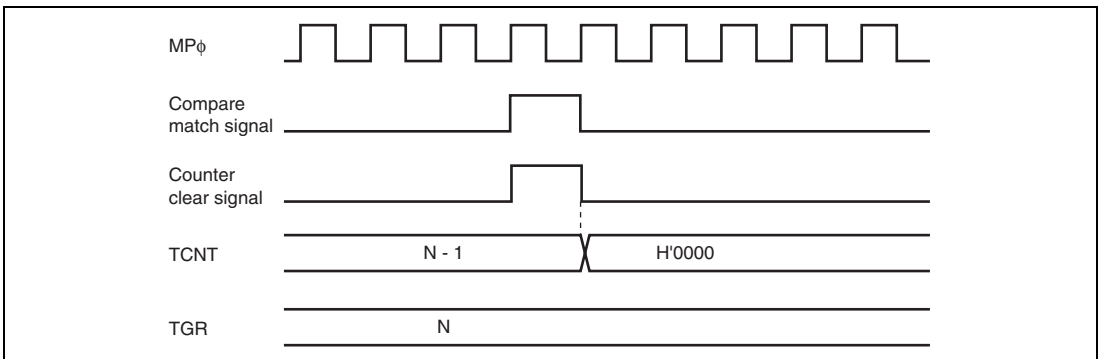 MPϕ
Compare
match signal
Counter
clear signal
TCNT
N - 1
H'0000
TGR
N